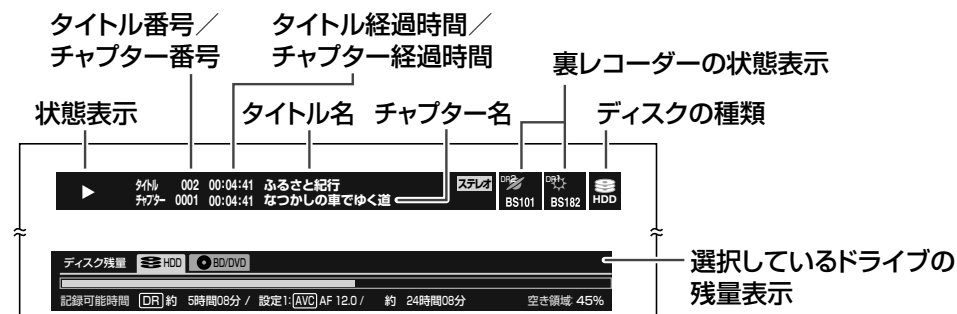 タイトル番号／
チャプター番号
タイトル経過時間／
チャプター経過時間
裏レコーダーの状態表示
状態表示
タイトル名
チャプター名
ディスクの種類
タイトル 002 00:04:41 ふるさと紀行
チャプター 0001 00:04:41 なつかしの車でゆく道
ステレオ
DR2
BS101
DR1
BS182
HDD
ディスク残量 HDD BD/DVD
記録可能時間 DR 約 5時間08分 / 設定1: AVC AF 12.0 / 約 24時間08分 空き領域: 45%
選択しているドライブの
残量表示